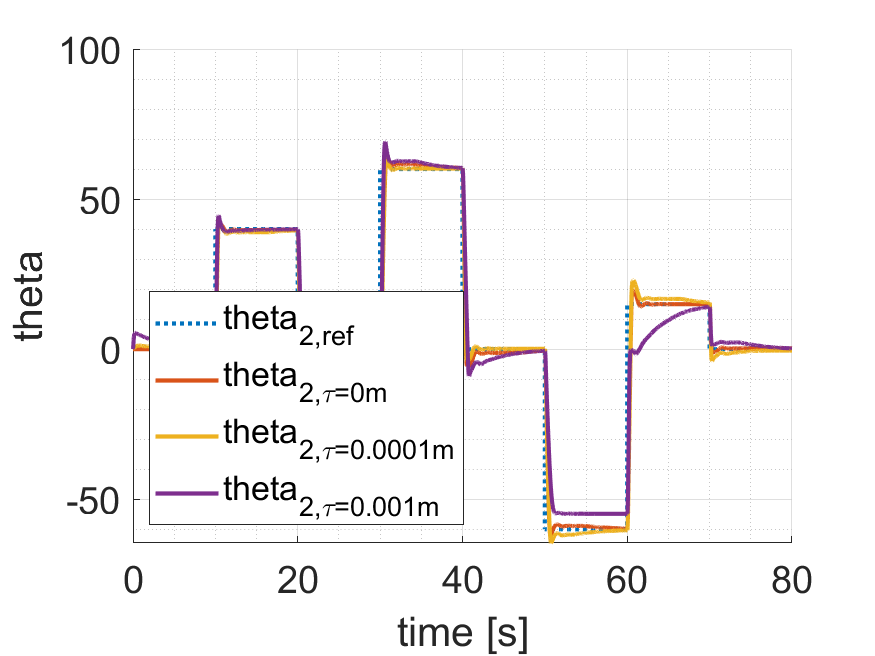 100
50
0
-50
theta
theta2,ref
theta2,τ=0m
theta2,τ=0.0001m
theta2,τ=0.001m
0 20 40 60 80
time [s]